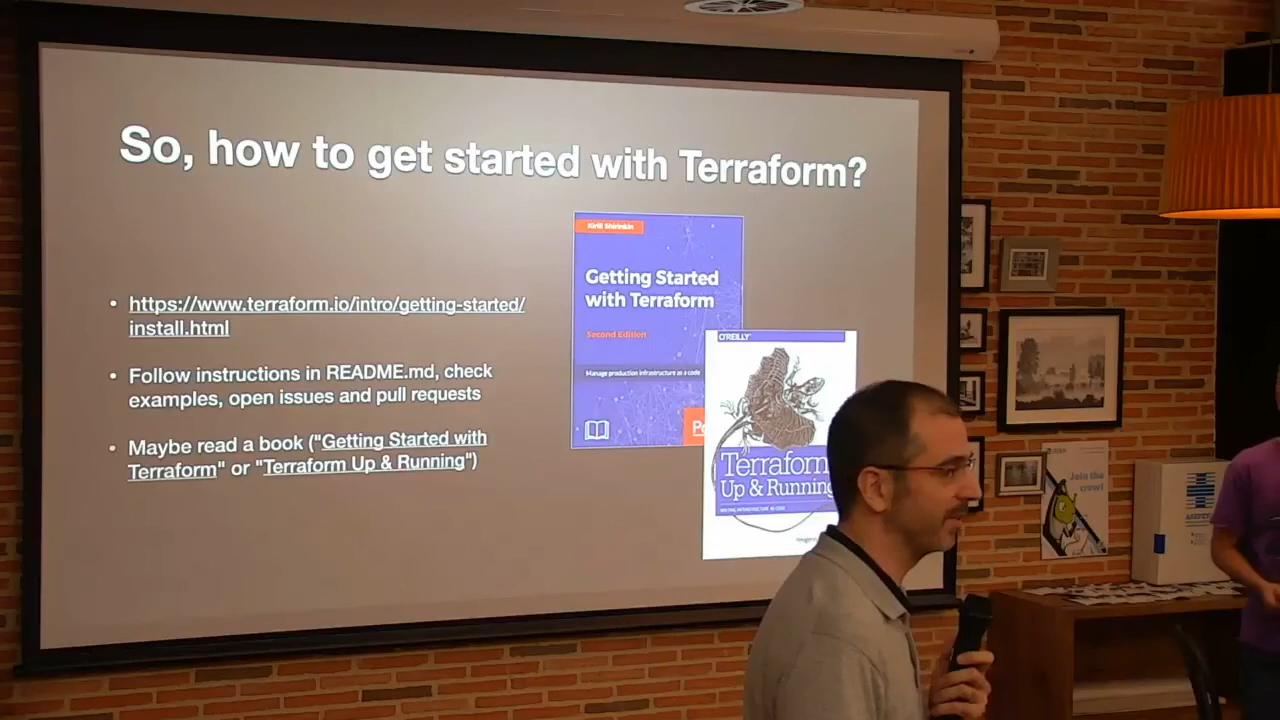 So, how to get started with Terraform?
https://www.terraform.io/intro/getting-started/
install.html
Follow instructions in README.md, check
examples, open issues and pull requests
Maybe read a book ("Getting Started with
Terraform" or "Terraform Up & Running")
Kirill Shirinkin
Getting Started
with Terraform
Second Edition
Manage production infrastructure as a code
O'REILLY
Terraform
Up & Running
Join the
crew!